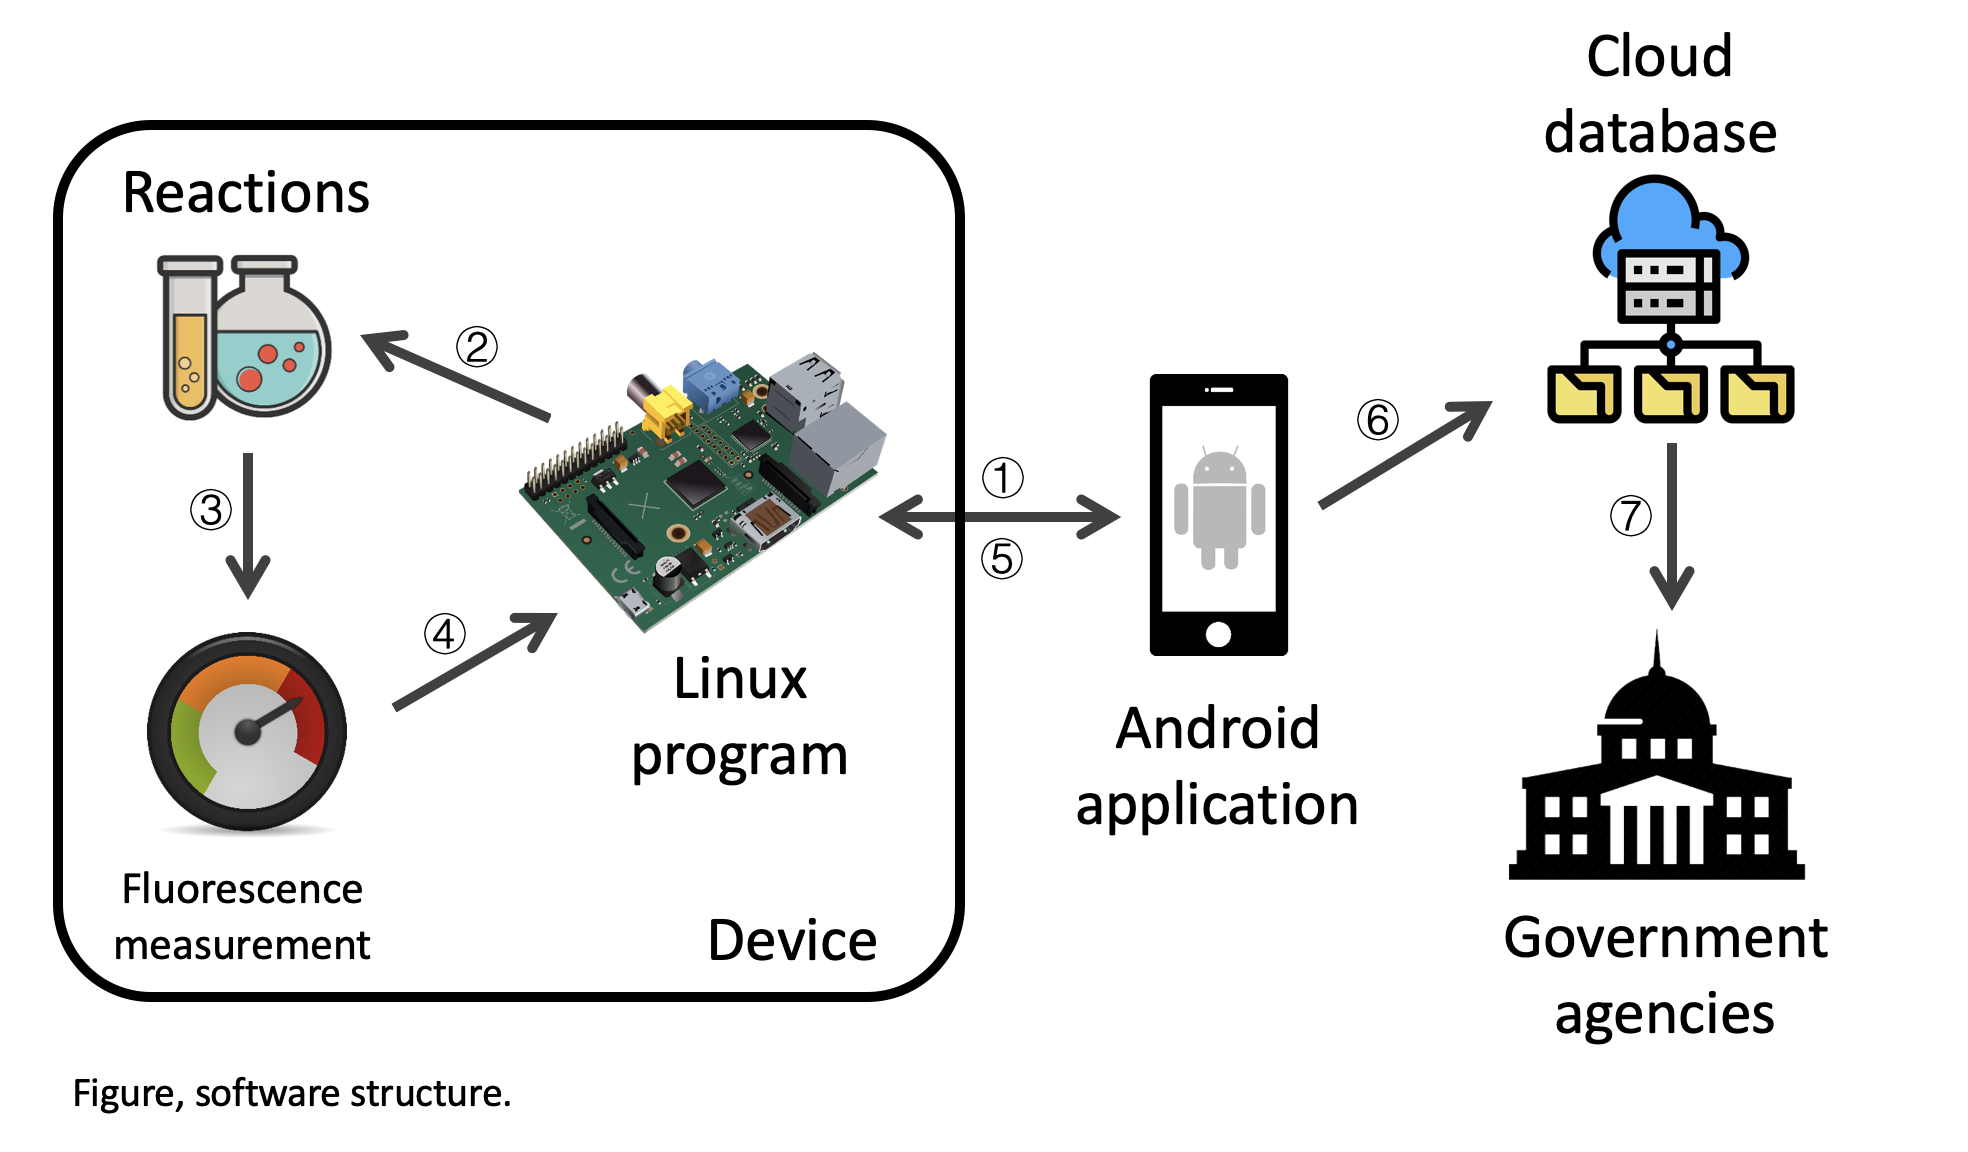 Cloud
database
Reactions
②
①
⑥
③
⑤
⑦
④
Linux
program
Android
application
Fluorescence
measurement
Device
Government
agencies
Figure, software structure.